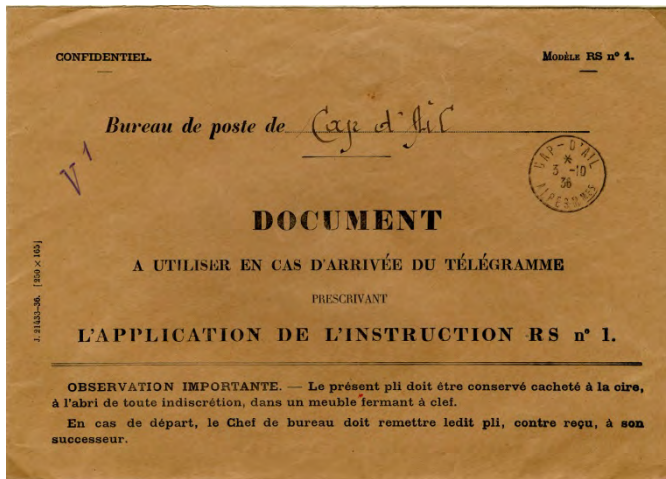 CONFIDENTIEL.
MODÈLE RS n° 1.
Bureau de poste de Cap d'Ail
V 1
CAP-D'AIL
*
3 -10
36
ALPES MMES
DOCUMENT
A UTILISER EN CAS D'ARRIVÉE DU TÉLÉGRAMME
PRESCRIVANT
L'APPLICATION DE L'INSTRUCTION RS n° 1.
J. 21433-36. [250 × 165]
OBSERVATION IMPORTANTE. — Le présent pli doit être conservé cacheté à la cire,
à l'abri de toute indiscrétion, dans un meuble fermant à clef.
En cas de départ, le Chef de bureau doit remettre ledit pli, contre reçu, à son
successeur.